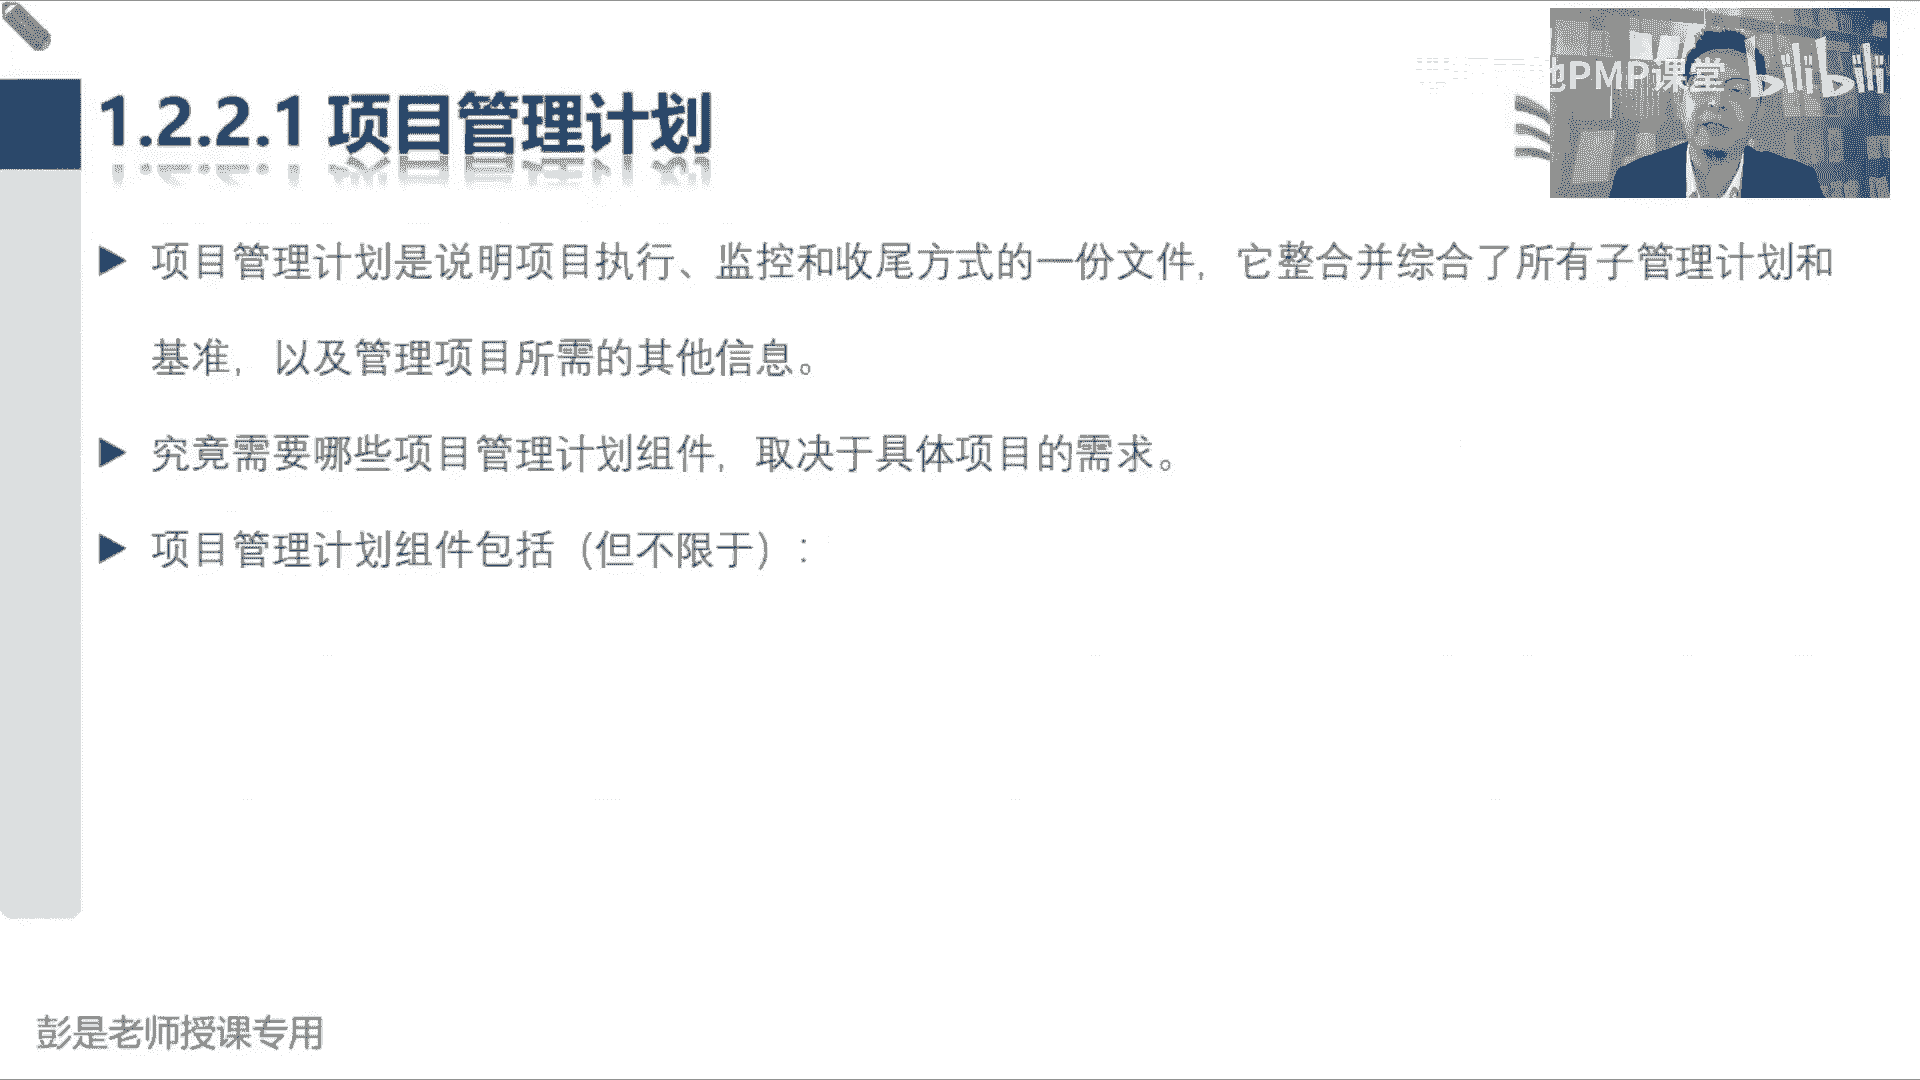 地PMP课堂 bilibili
1.2.2.1 项目管理计划
项目管理计划是说明项目执行、监控和收尾方式的一份文件，它整合并综合了所有子管理计划和
基准，以及管理项目所需的其他信息。
究竟需要哪些项目管理计划组件，取决于具体项目的需求。
项目管理计划组件包括（但不限于）：
彭是老师授课专用